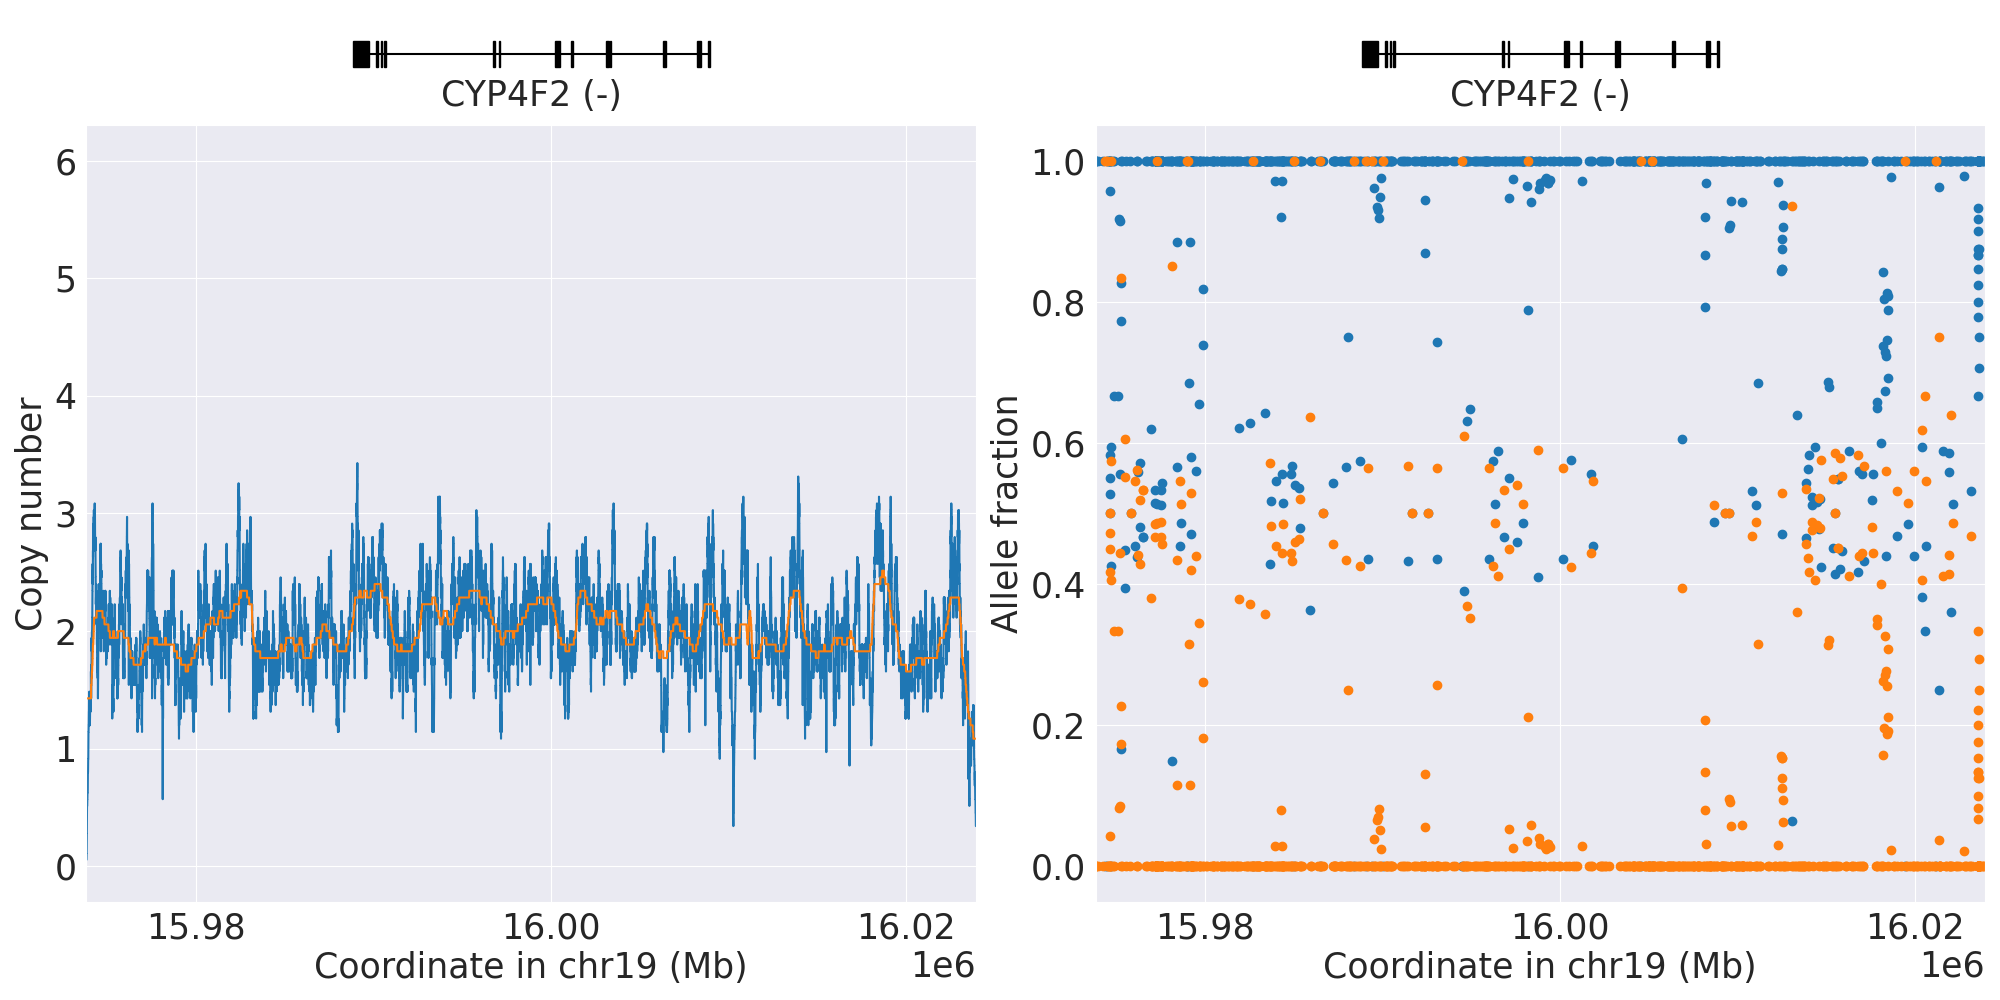 CYP4F2 (-)
6
5
4
3
2
1
0
Copy number
15.98
16.00
16.02
Coordinate in chr19 (Mb)
1e6
CYP4F2 (-)
1.0
0.8
0.6
0.4
0.2
0.0
Allele fraction
15.98
16.00
16.02
Coordinate in chr19 (Mb)
1e6